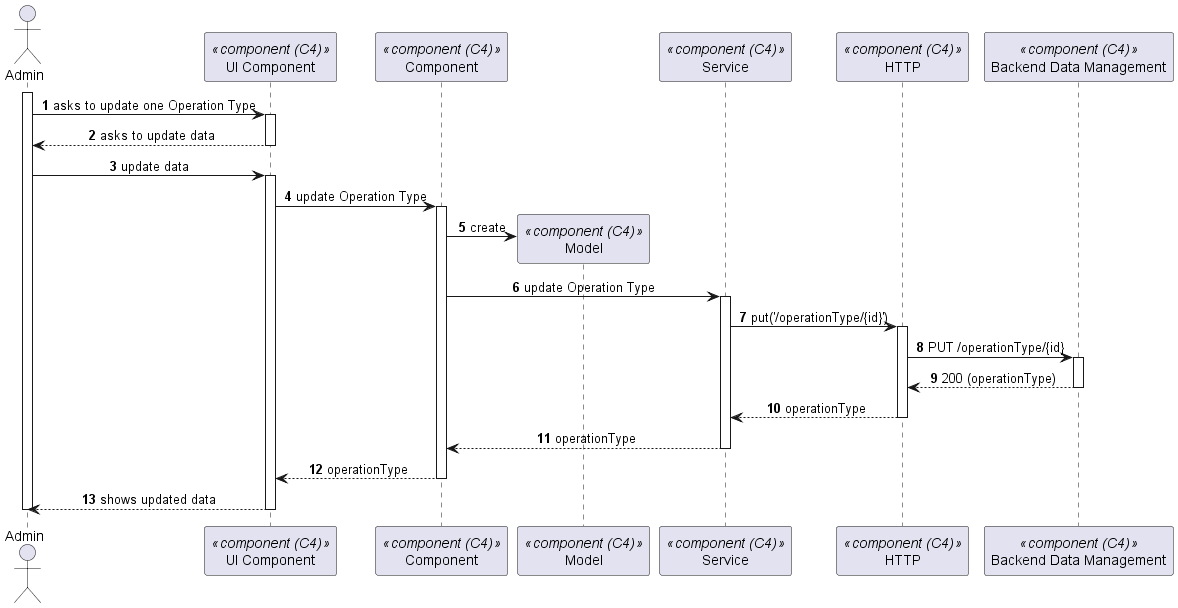 Admin
«component (C4)»
UI Component
«component (C4)»
Component
«component (C4)»
Service
«component (C4)»
HTTP
«component (C4)»
Backend Data Management
1 asks to update one Operation Type
2 asks to update data
3 update data
4 update Operation Type
5 create
«component (C4)»
Model
6 update Operation Type
7 put('/operationType/{id}')
8 PUT /operationType/{id}
9 200 (operationType)
10 operationType
11 operationType
12 operationType
13 shows updated data
Admin
«component (C4)»
UI Component
«component (C4)»
Component
«component (C4)»
Model
«component (C4)»
Service
«component (C4)»
HTTP
«component (C4)»
Backend Data Management